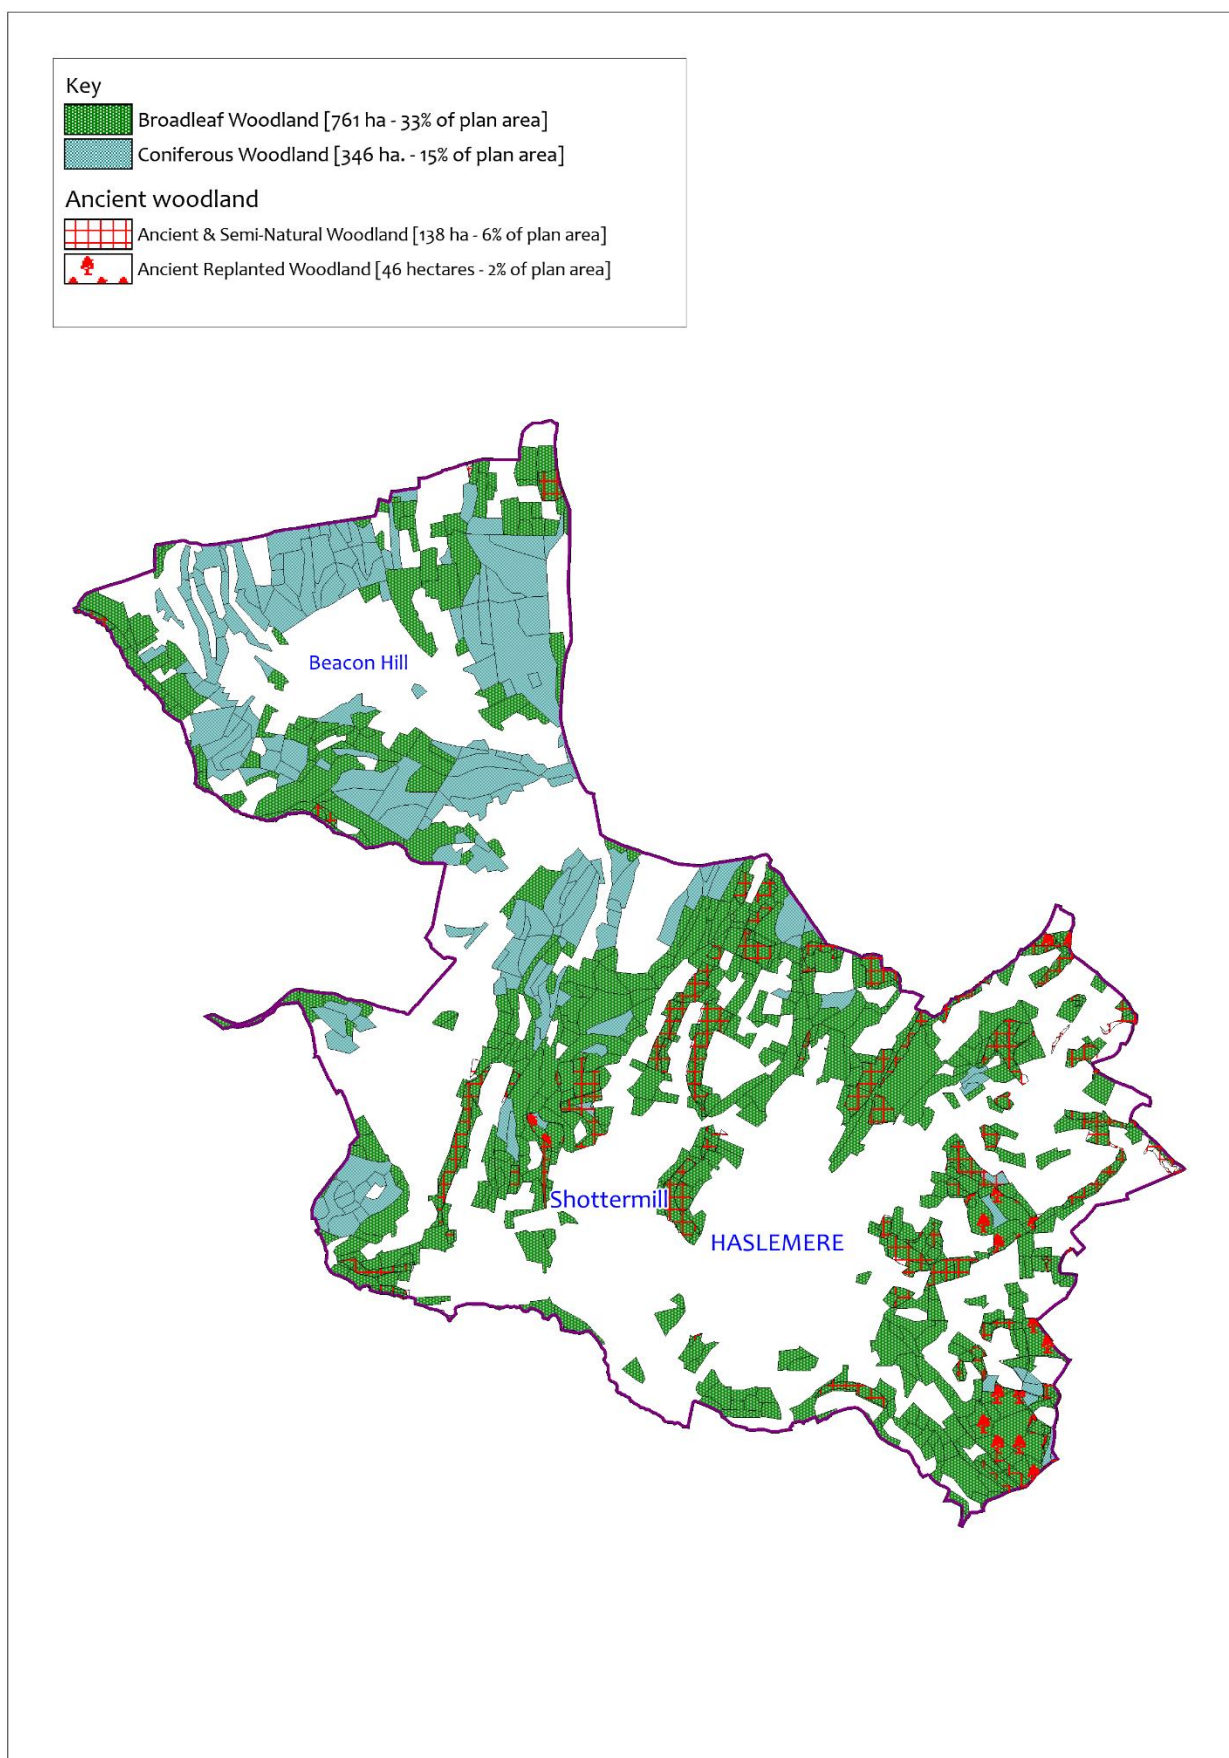 Key
Broadleaf Woodland [761 ha - 33% of plan area]
Coniferous Woodland [346 ha. - 15% of plan area]
Ancient woodland
Ancient & Semi-Natural Woodland [138 ha - 6% of plan area]
Ancient Replanted Woodland [46 hectares - 2% of plan area]
Beacon Hill
Shottermill
HASLEMERE